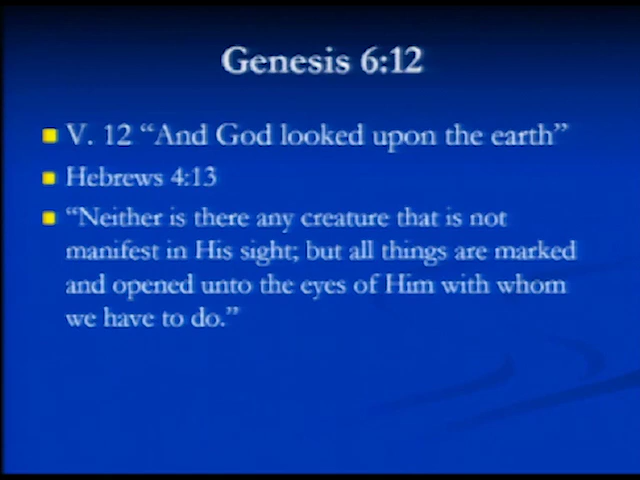 Genesis 6:12
V. 12 “And God looked upon the earth”
Hebrews 4:13
“Neither is there any creature that is not
manifest in His sight; but all things are marked
and opened unto the eyes of Him with whom
we have to do.”